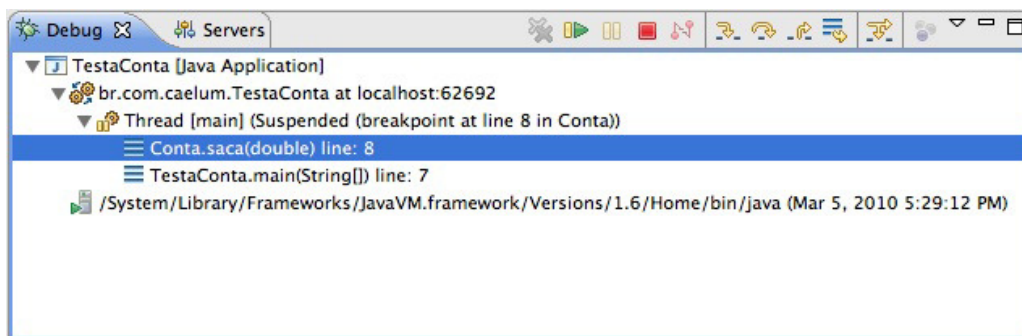 Debug Servers
TestaConta [Java Application]
br.com.caelum.TestaConta at localhost:62692
Thread [main] (Suspended (breakpoint at line 8 in Conta))
Conta.saca(double) line: 8
TestaConta.main(String[]) line: 7
/System/Library/Frameworks/JavaVM.framework/Versions/1.6/Home/bin/java (Mar 5, 2010 5:29:12 PM)